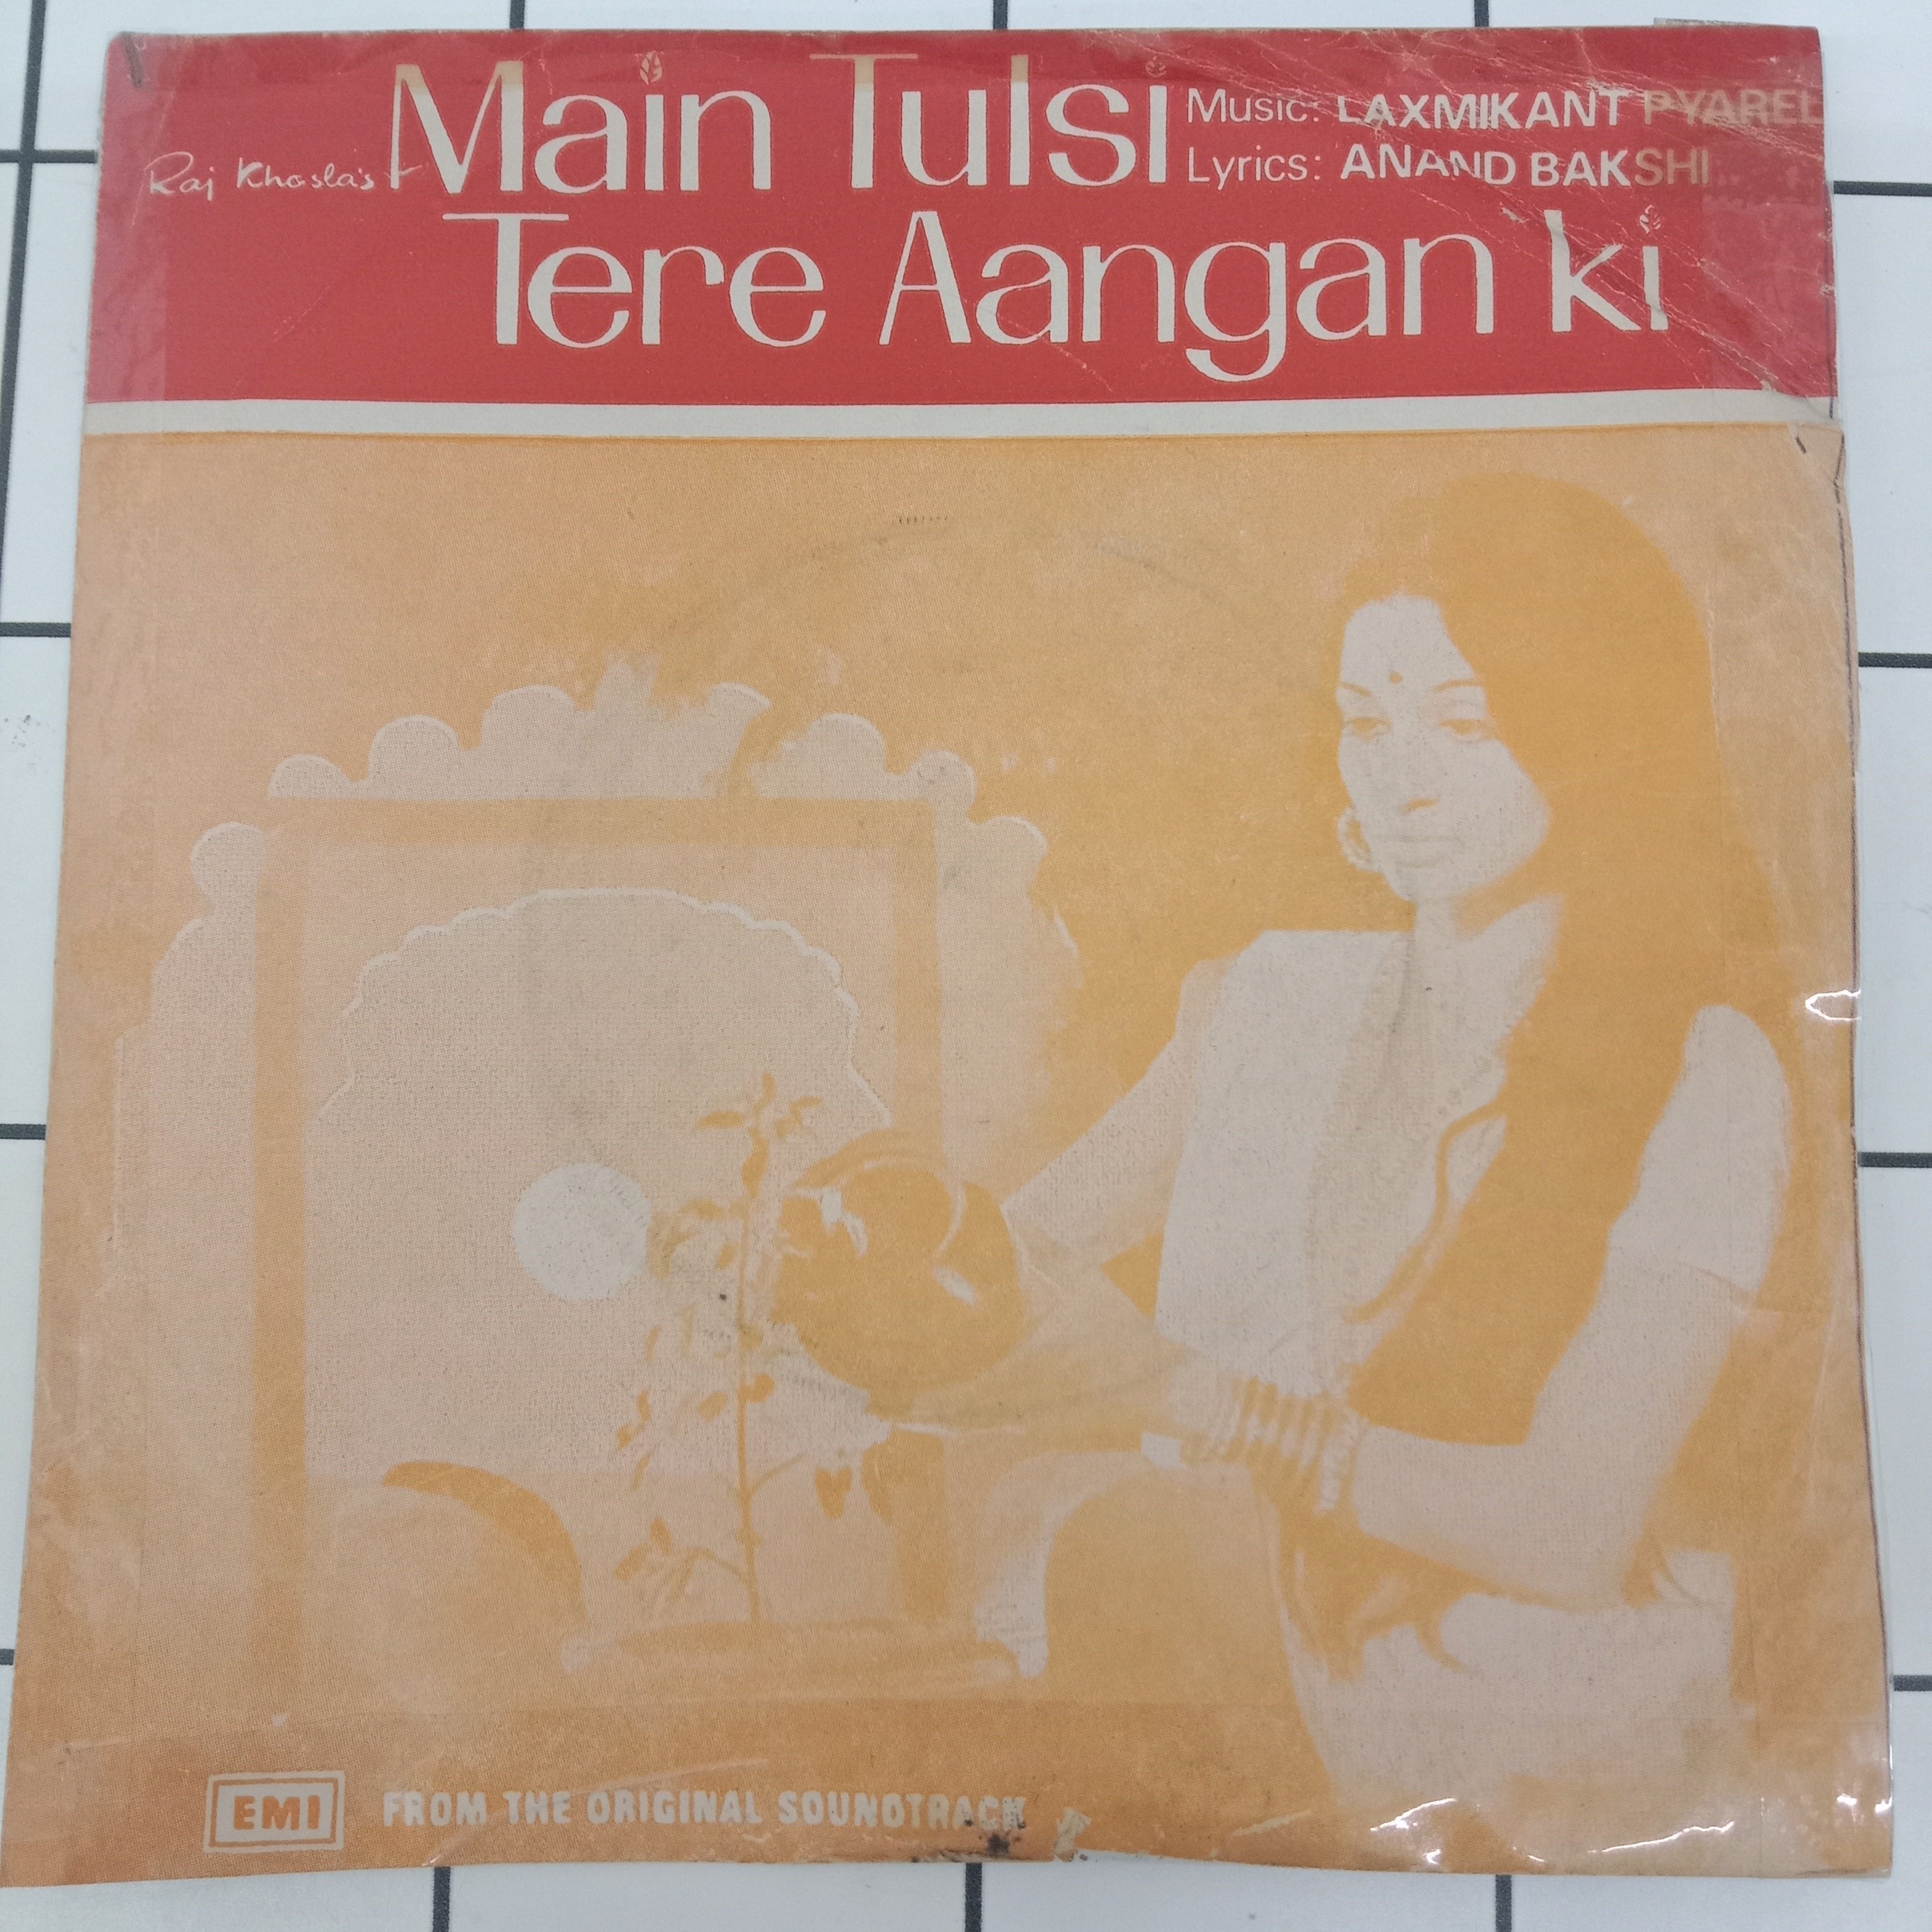 Raj Khosla's
Main Tulsi
Tere Aangan Ki
Music: LAXMIKANT PYAREL
Lyrics: ANAND BAKSHI
EMI
FROM THE ORIGINAL SOUNDTRACK